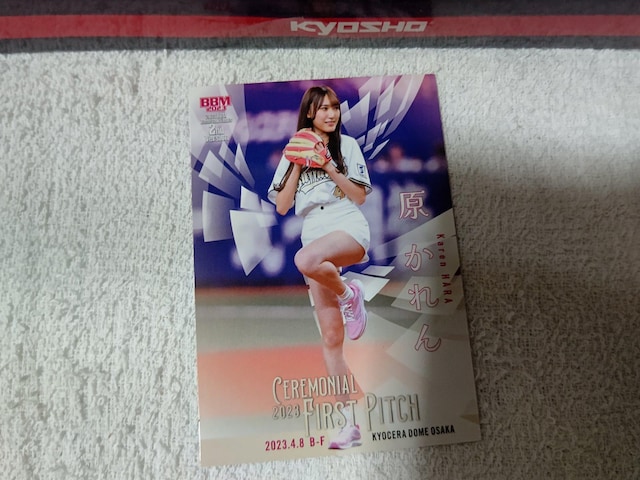 KYOSHO
BBM
2023
2nd
原 かれん
Karen HARA
CEREMONIAL
2023 FIRST PITCH
2023.4.8 B-F
KYOCERA DOME OSAKA